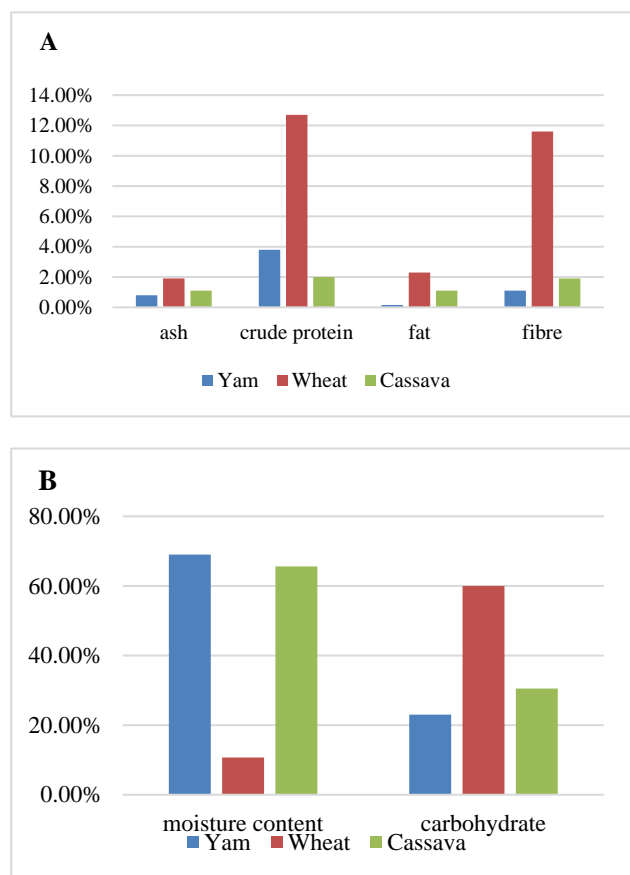 A
14.00%
12.00%
10.00%
8.00%
6.00%
4.00%
2.00%
0.00%
ash crude protein fat fibre
Yam Wheat Cassava
B
80.00%
60.00%
40.00%
20.00%
0.00%
moisture content carbohydrate
Yam Wheat Cassava